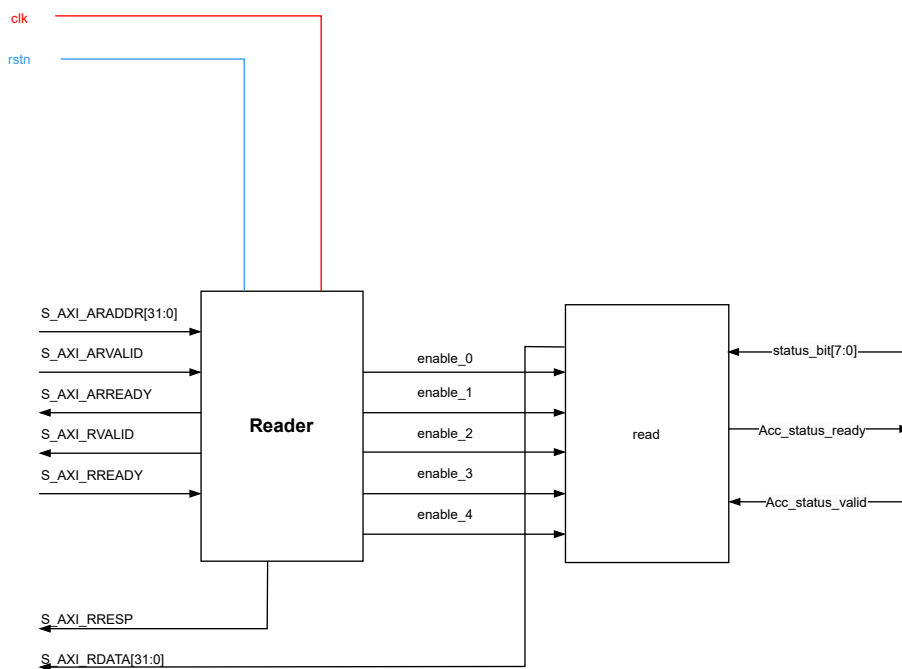 clk
rstn
S_AXI_ARADDR[31:0]
S_AXI_ARVALID
S_AXI_ARREADY
S_AXI_RVALID
S_AXI_RREADY
Reader
enable_0
enable_1
enable_2
enable_3
enable_4
read
status_bit[7:0]
Acc_status_ready
Acc_status_valid
S_AXI_RRESP
S_AXI_RDATA[31:0]